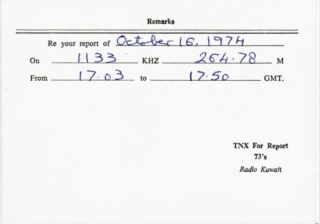 Remarks
Re your report of October 16, 1974
On 1133 KHZ 264.78 M
From 17.03 to 17.50 GMT.
TNX For Report
73's
Radio Kuwait